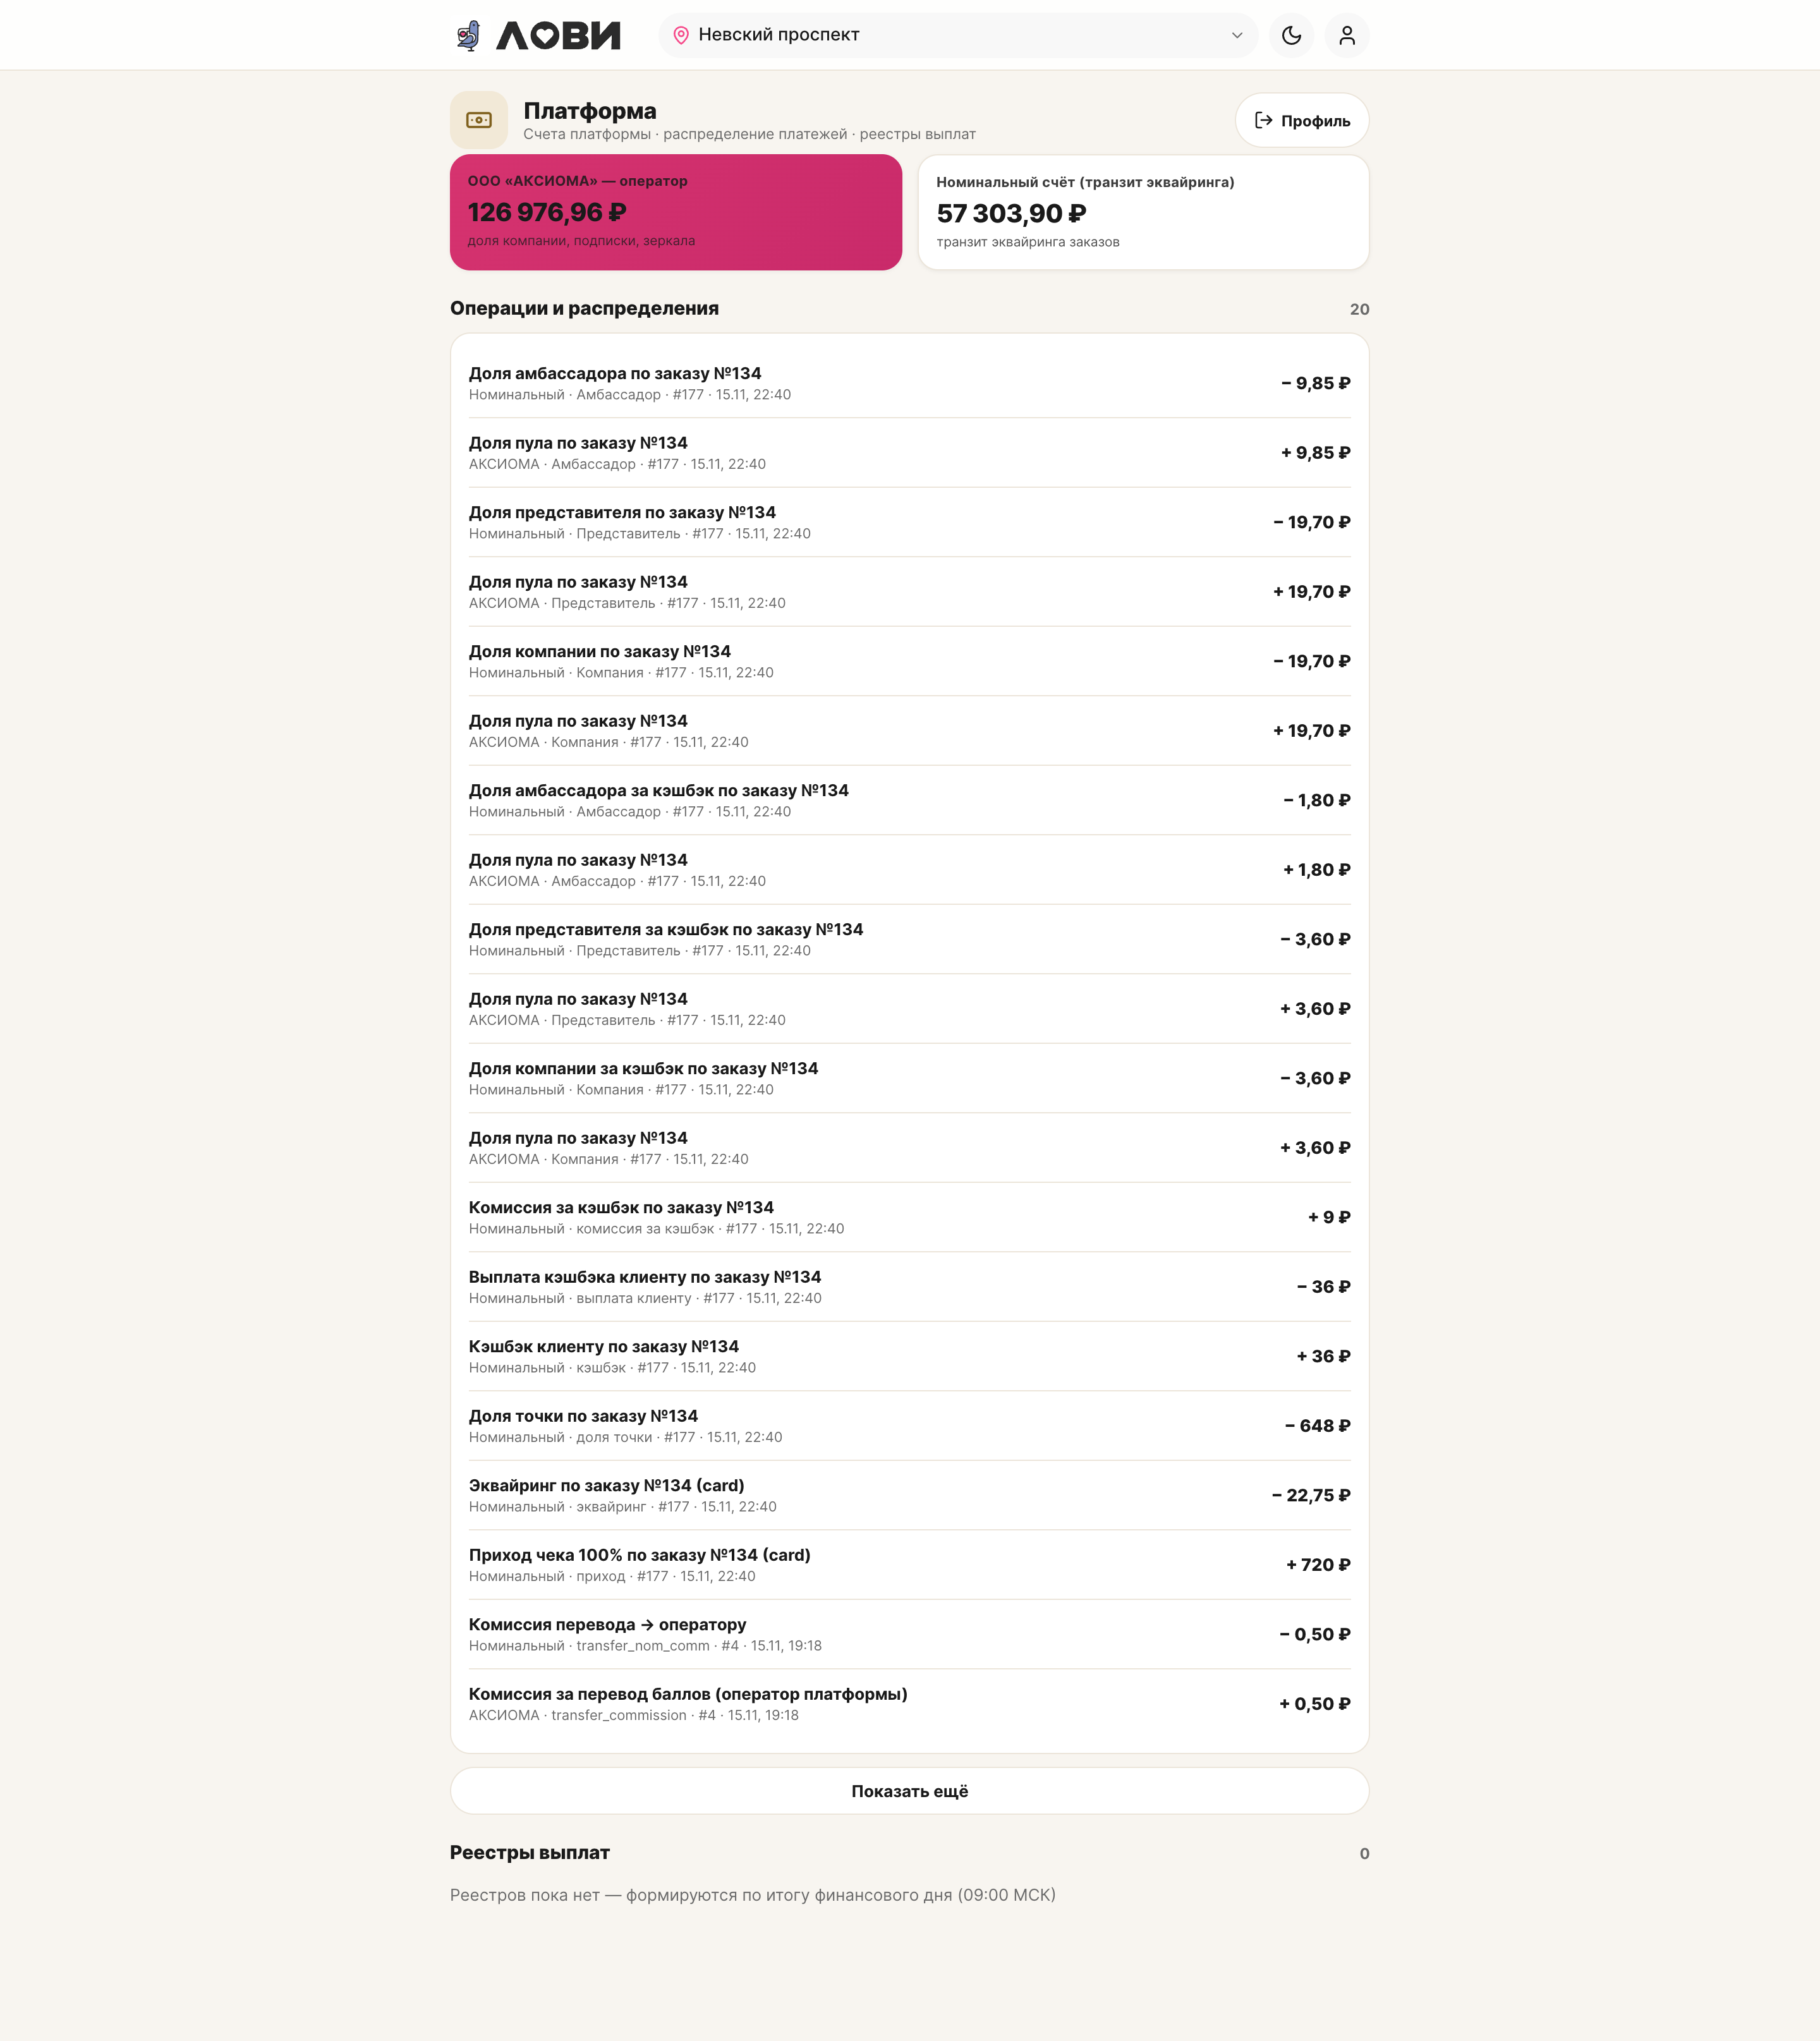 ЛОВИ
Невский проспект
Платформа
Счета платформы · распределение платежей · реестры выплат
Профиль
ООО «АКСИОМА» — оператор
126 976,96 ₽
доля компании, подписки, зеркала
Номинальный счёт (транзит эквайринга)
57 303,90 ₽
транзит эквайринга заказов
Операции и распределения
20
Доля амбассадора по заказу №134
Номинальный · Амбассадор · #177 · 15.11, 22:40
− 9,85 ₽
Доля пула по заказу №134
АКСИОМА · Амбассадор · #177 · 15.11, 22:40
+ 9,85 ₽
Доля представителя по заказу №134
Номинальный · Представитель · #177 · 15.11, 22:40
− 19,70 ₽
Доля пула по заказу №134
АКСИОМА · Представитель · #177 · 15.11, 22:40
+ 19,70 ₽
Доля компании по заказу №134
Номинальный · Компания · #177 · 15.11, 22:40
− 19,70 ₽
Доля пула по заказу №134
АКСИОМА · Компания · #177 · 15.11, 22:40
+ 19,70 ₽
Доля амбассадора за кэшбэк по заказу №134
Номинальный · Амбассадор · #177 · 15.11, 22:40
− 1,80 ₽
Доля пула по заказу №134
АКСИОМА · Амбассадор · #177 · 15.11, 22:40
+ 1,80 ₽
Доля представителя за кэшбэк по заказу №134
Номинальный · Представитель · #177 · 15.11, 22:40
− 3,60 ₽
Доля пула по заказу №134
АКСИОМА · Представитель · #177 · 15.11, 22:40
+ 3,60 ₽
Доля компании за кэшбэк по заказу №134
Номинальный · Компания · #177 · 15.11, 22:40
− 3,60 ₽
Доля пула по заказу №134
АКСИОМА · Компания · #177 · 15.11, 22:40
+ 3,60 ₽
Комиссия за кэшбэк по заказу №134
Номинальный · комиссия за кэшбэк · #177 · 15.11, 22:40
+ 9 ₽
Выплата кэшбэка клиенту по заказу №134
Номинальный · выплата клиенту · #177 · 15.11, 22:40
− 36 ₽
Кэшбэк клиенту по заказу №134
Номинальный · кэшбэк · #177 · 15.11, 22:40
+ 36 ₽
Доля точки по заказу №134
Номинальный · доля точки · #177 · 15.11, 22:40
− 648 ₽
Эквайринг по заказу №134 (card)
Номинальный · эквайринг · #177 · 15.11, 22:40
− 22,75 ₽
Приход чека 100% по заказу №134 (card)
Номинальный · приход · #177 · 15.11, 22:40
+ 720 ₽
Комиссия перевода → оператору
Номинальный · transfer_nom_comm · #4 · 15.11, 19:18
− 0,50 ₽
Комиссия за перевод баллов (оператор платформы)
АКСИОМА · transfer_commission · #4 · 15.11, 19:18
+ 0,50 ₽
Показать ещё
Реестры выплат
0
Реестров пока нет — формируются по итогу финансового дня (09:00 МСК)